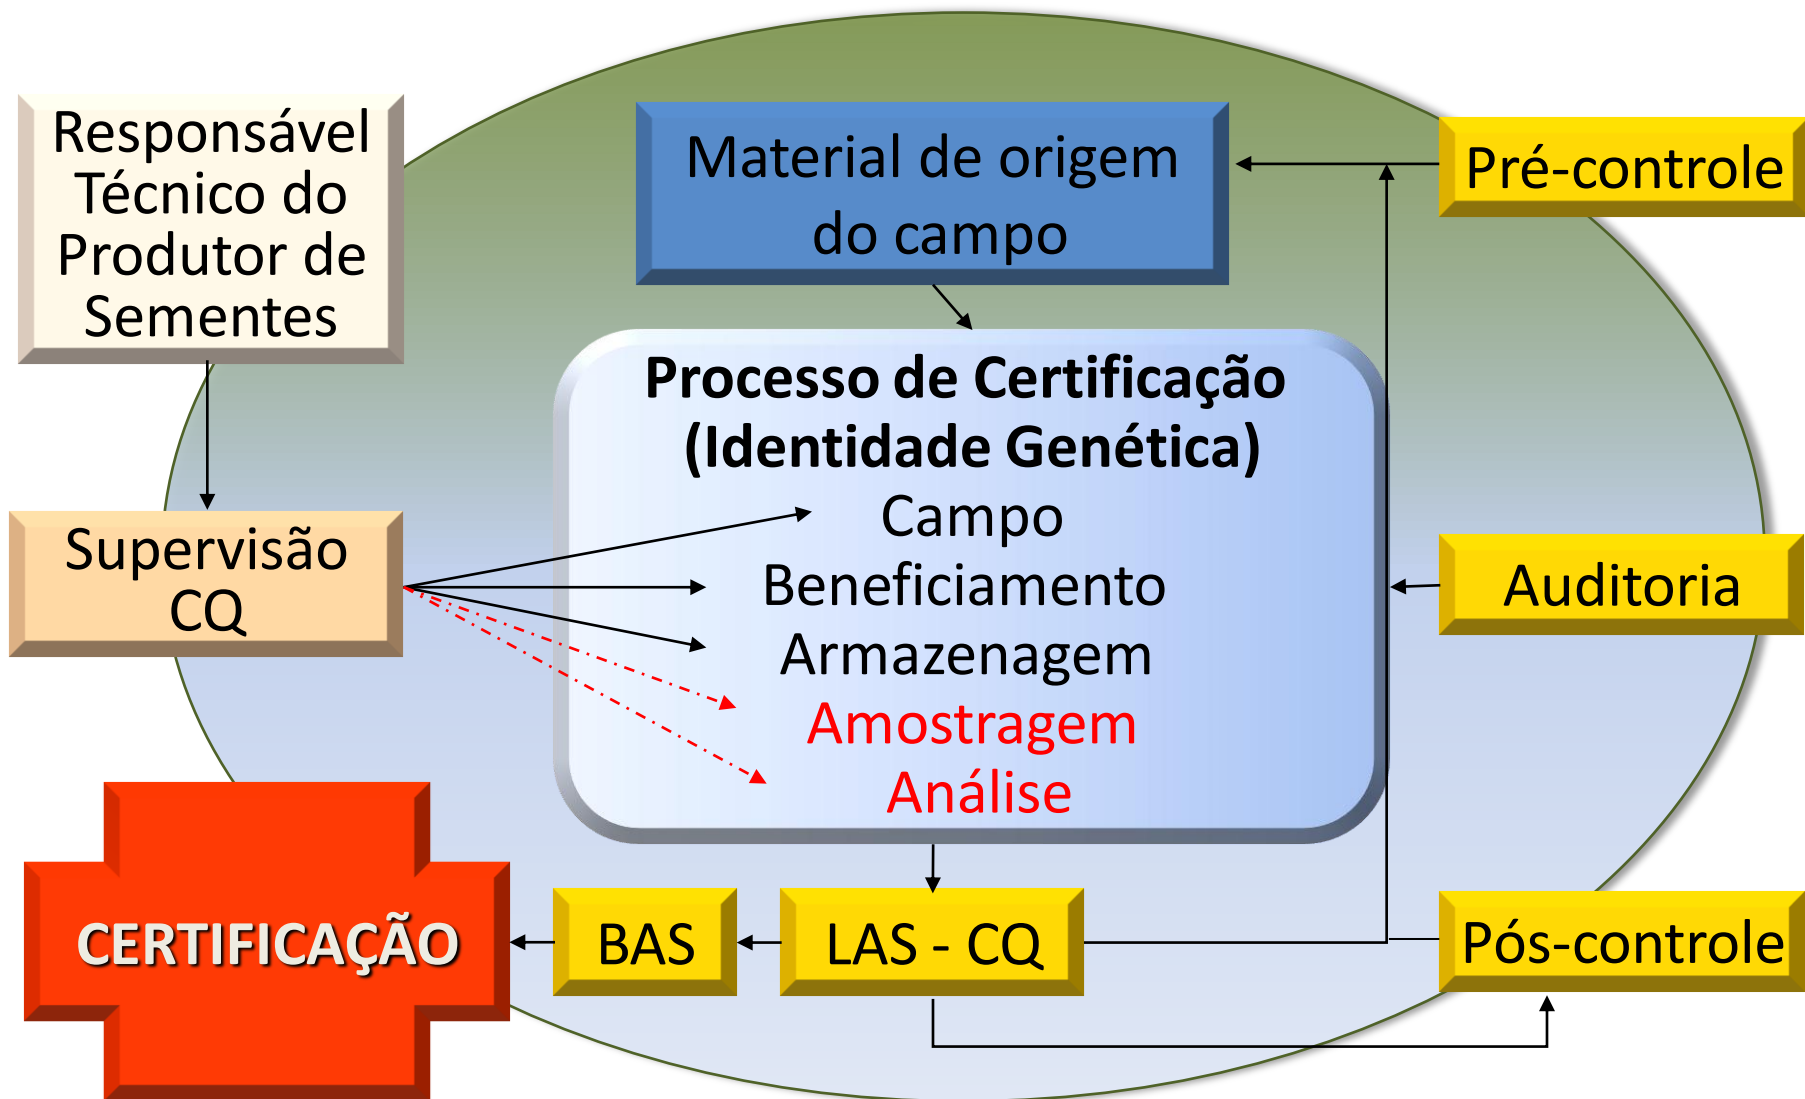 Responsável
Técnico do
Produtor de
Sementes
Material de origem
do campo
Pré-controle
Processo de Certificação
(Identidade Genética)
Campo
Beneficiamento
Armazenagem
Amostragem
Análise
Supervisão
CQ
Auditoria
CERTIFICAÇÃO
BAS
LAS - CQ
Pós-controle